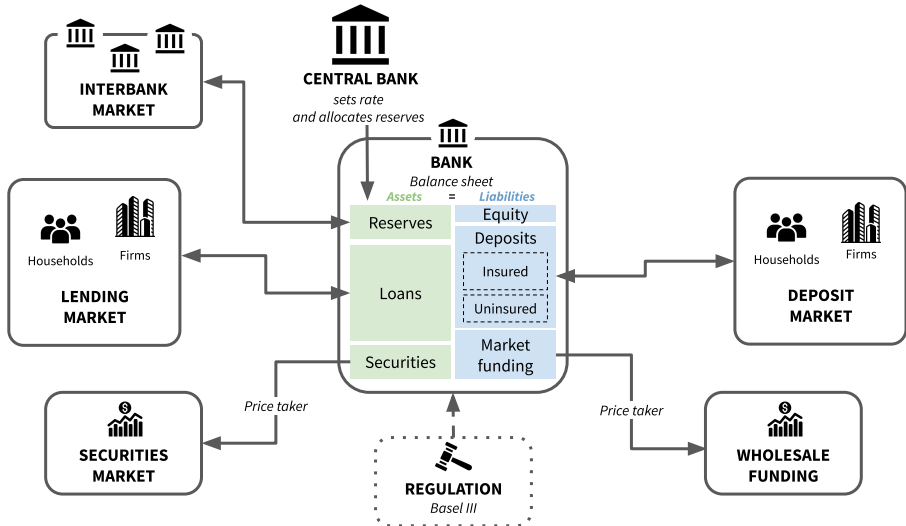 INTERBANK
MARKET
CENTRAL BANK
sets rate
and allocates reserves
BANK
Balance sheet
Assets = Liabilities
Reserves
Loans
Securities
Equity
Deposits
Insured
Uninsured
Market
funding
Households
Firms
LENDING
MARKET
Households
Firms
DEPOSIT
MARKET
Price taker
$
SECURITIES
MARKET
Price taker
$
WHOLESALE
FUNDING
REGULATION
Basel III